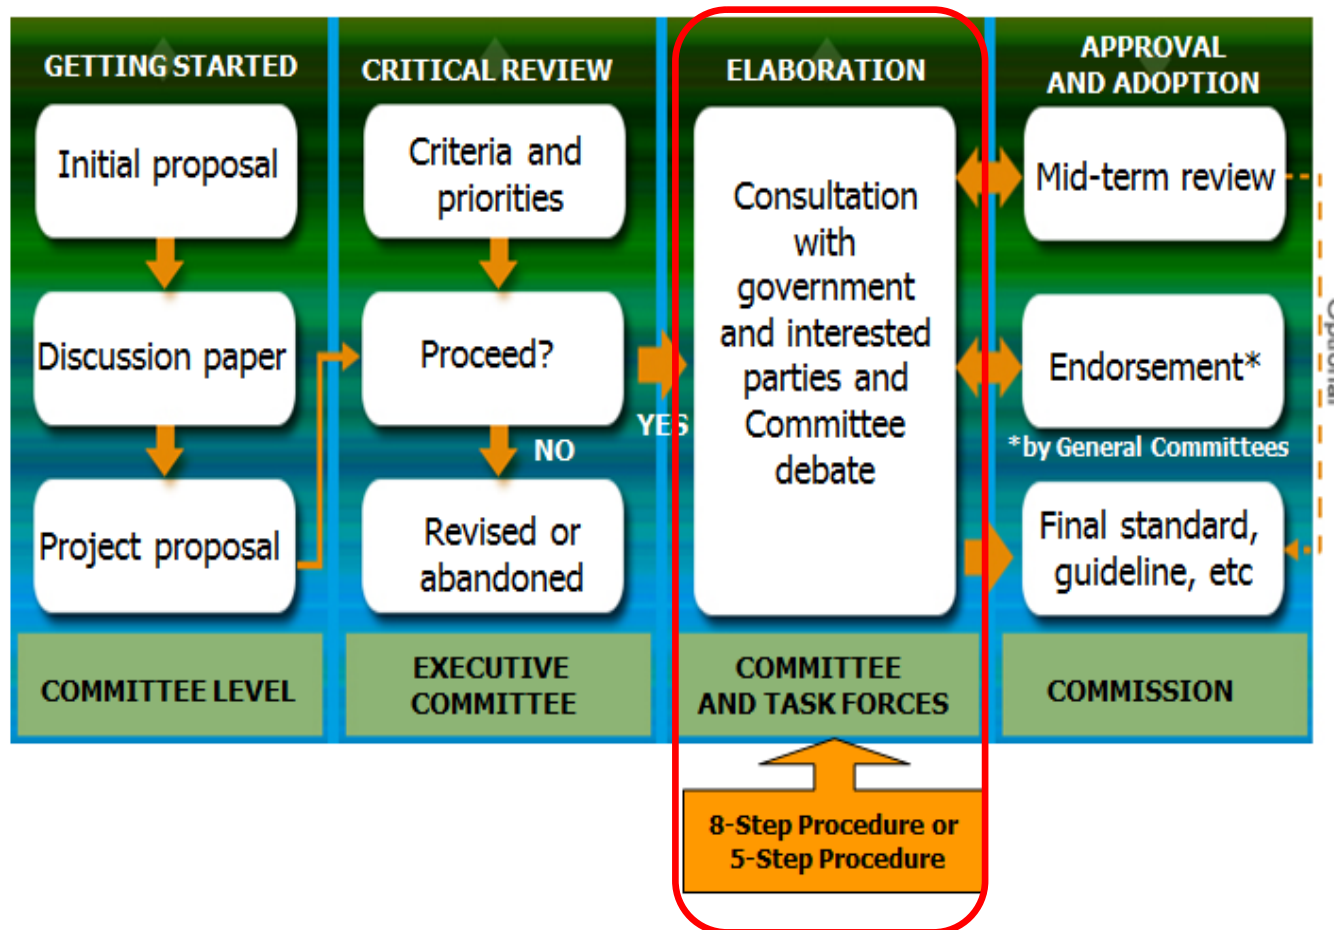 GETTING STARTED
Initial proposal
Discussion paper
Project proposal
COMMITTEE LEVEL
CRITICAL REVIEW
Criteria and
priorities
Proceed?
NO
YES
Revised or
abandoned
EXECUTIVE
COMMITTEE
ELABORATION
Consultation
with
government
and interested
parties and
Committee
debate
COMMITTEE
AND TASK FORCES
8-Step Procedure or
5-Step Procedure
APPROVAL
AND ADOPTION
Mid-term review
Endorsement*
*by General Committees
Final standard,
guideline, etc
COMMISSION
Optional